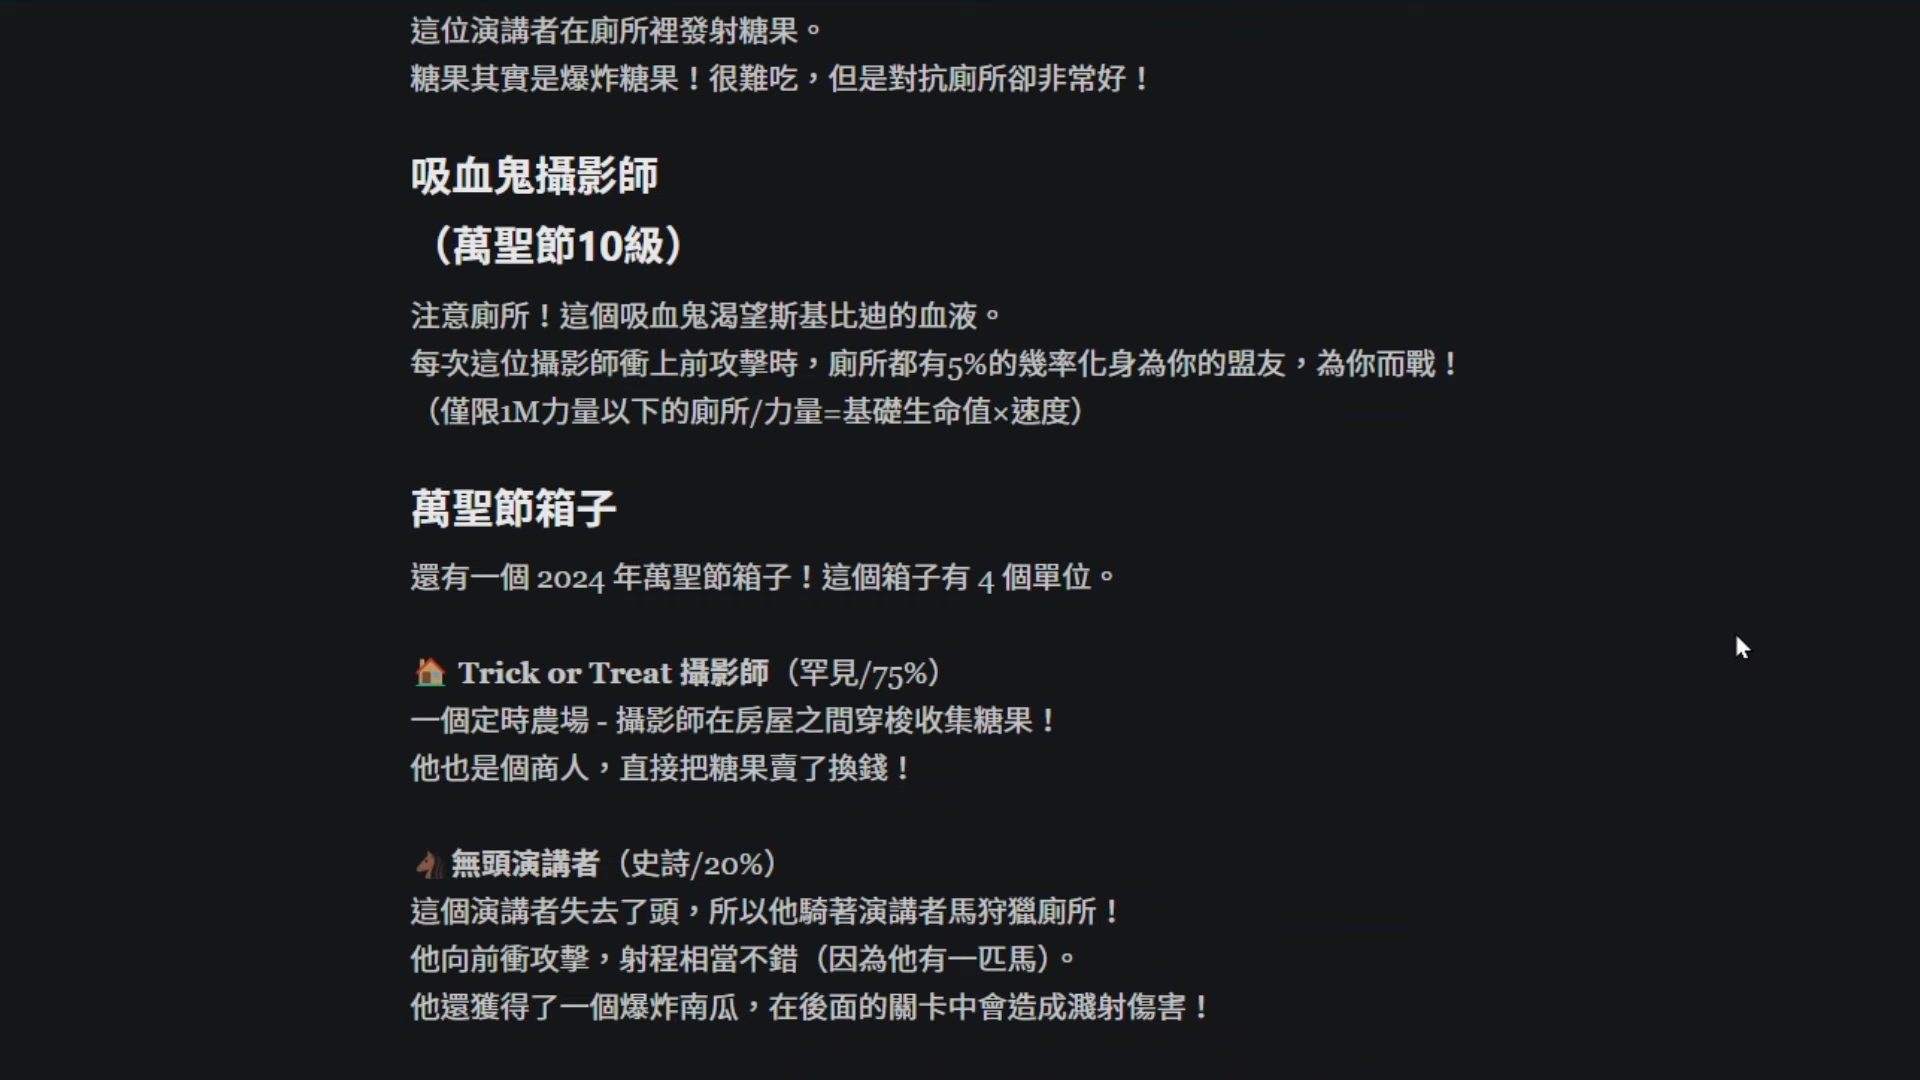 這位演講者在廁所裡發射糖果。
糖果其實是爆炸糖果！很難吃，但是對抗廁所卻非常好！
吸血鬼攝影師
（萬聖節10級）
注意廁所！這個吸血鬼渴望斯基比迪的血液。
每次這位攝影師衝上前攻擊時，廁所都有5%的幾率化身為你的盟友，為你而戰！
（僅限1M力量以下的廁所/力量=基礎生命值×速度）
萬聖節箱子
還有一個 2024 年萬聖節箱子！這個箱子有 4 個單位。
🏠 Trick or Treat 攝影師（罕見/75%）
一個定時農場 - 攝影師在房屋之間穿梭收集糖果！
他也是個商人，直接把糖果賣了換錢！
🐴 無頭演講者（史詩/20%）
這個演講者失去了頭，所以他騎著演講者馬狩獵廁所！
他向前衝攻擊，射程相當不錯（因為他有一匹馬）。
他還獲得了一個爆炸南瓜，在後面的關卡中會造成濺射傷害！